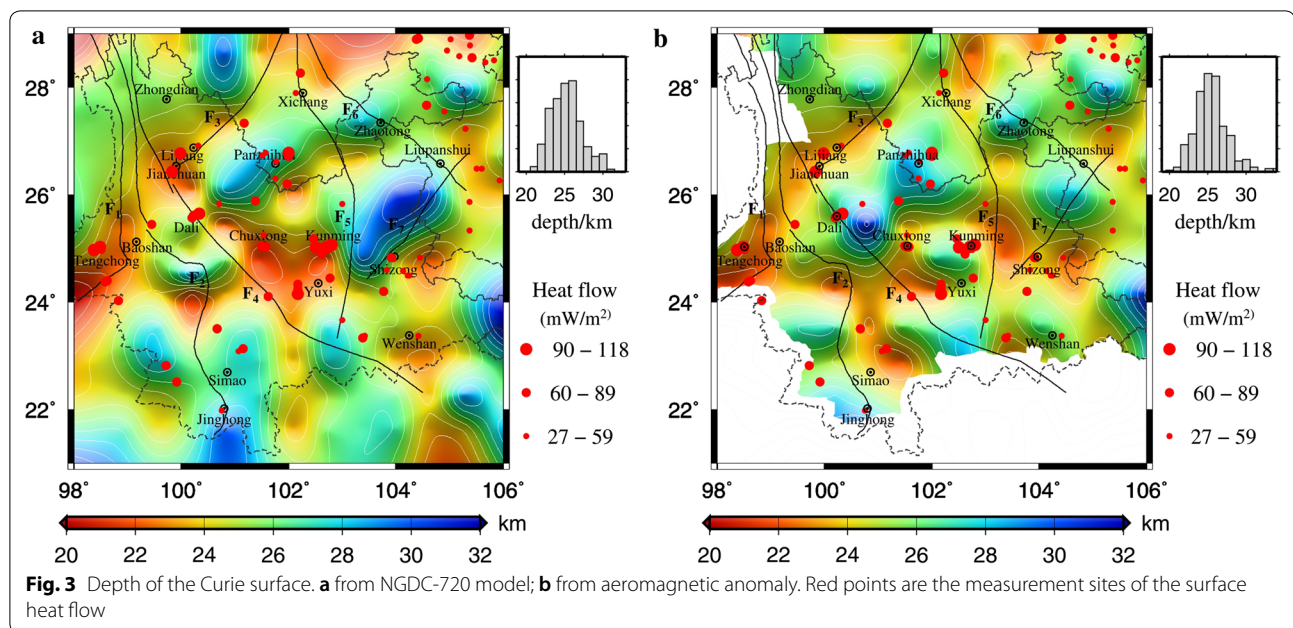 a
28˚
26˚
24˚
22˚
98˚
100˚
102˚
104˚
106˚
Zhongdian
Xichang
F3
F6
Zhaotong
Lijiang
Panzhihua
Liupanshui
Jianchuan
F1
F5
Dali
F7
Chuxiong
Kunming
Baoshan
Tengchong
Shizong
F2
F4
Yuxi
Wenshan
Simao
Jinghong
20 25 30
depth/km
Heat flow
(mW/m²)
90 – 118
60 – 89
27 – 59
20 22 24 26 28 30 32
km
b
28˚
26˚
24˚
22˚
98˚
100˚
102˚
104˚
106˚
Zhongdian
Xichang
F3
F6
Zhaotong
Lijiang
Panzhihua
Liupanshui
Jianchuan
F1
F5
Dali
F7
Chuxiong
Kunming
Baoshan
Tengchong
Shizong
F2
F4
Yuxi
Wenshan
Simao
Jinghong
20 25 30
depth/km
Heat flow
(mW/m²)
90 – 118
60 – 89
27 – 59
20 22 24 26 28 30 32
km
Fig. 3 Depth of the Curie surface. a from NGDC-720 model; b from aeromagnetic anomaly. Red points are the measurement sites of the surface
heat flow